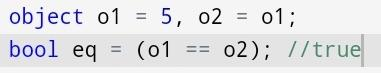 object o1 = 5, o2 = o1;
bool eq = (o1 == o2); //true